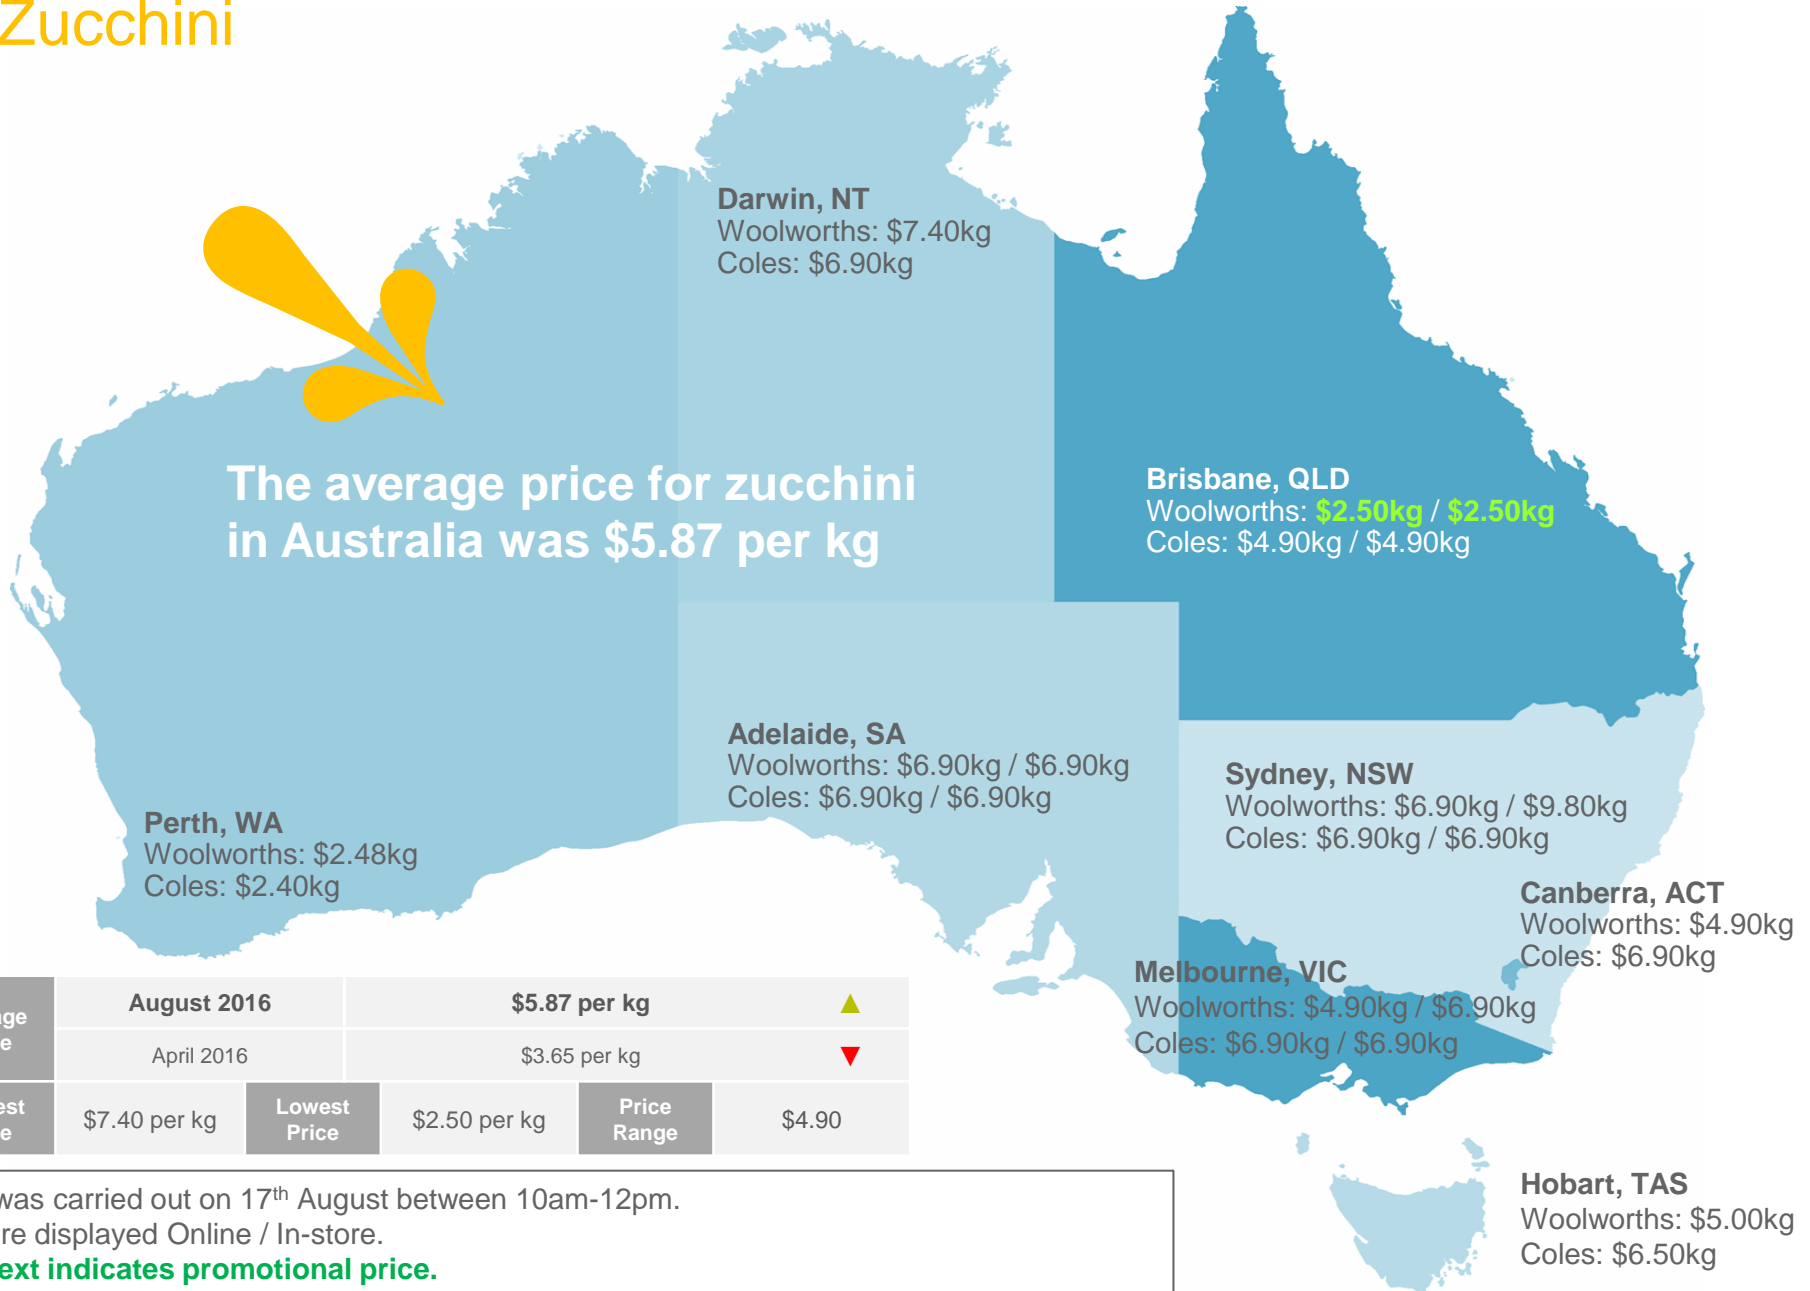 Zucchini
Darwin, NT
Woolworths: $7.40kg
Coles: $6.90kg
The average price for zucchini
in Australia was $5.87 per kg
Brisbane, QLD
Woolworths: $2.50kg / $2.50kg
Coles: $4.90kg / $4.90kg
Adelaide, SA
Woolworths: $6.90kg / $6.90kg
Coles: $6.90kg / $6.90kg
Sydney, NSW
Woolworths: $6.90kg / $9.80kg
Coles: $6.90kg / $6.90kg
Perth, WA
Woolworths: $2.48kg
Coles: $2.40kg
Canberra, ACT
Woolworths: $4.90kg
Coles: $6.90kg
Melbourne, VIC
Woolworths: $4.90kg / $6.90kg
Coles: $6.90kg / $6.90kg
August 2016 $5.87 per kg ▲
April 2016 $3.65 per kg ▼
$7.40 per kg Lowest Price $2.50 per kg Price Range $4.90
was carried out on 17th August between 10am-12pm.
re displayed Online / In-store.
ext indicates promotional price.
Hobart, TAS
Woolworths: $5.00kg
Coles: $6.50kg